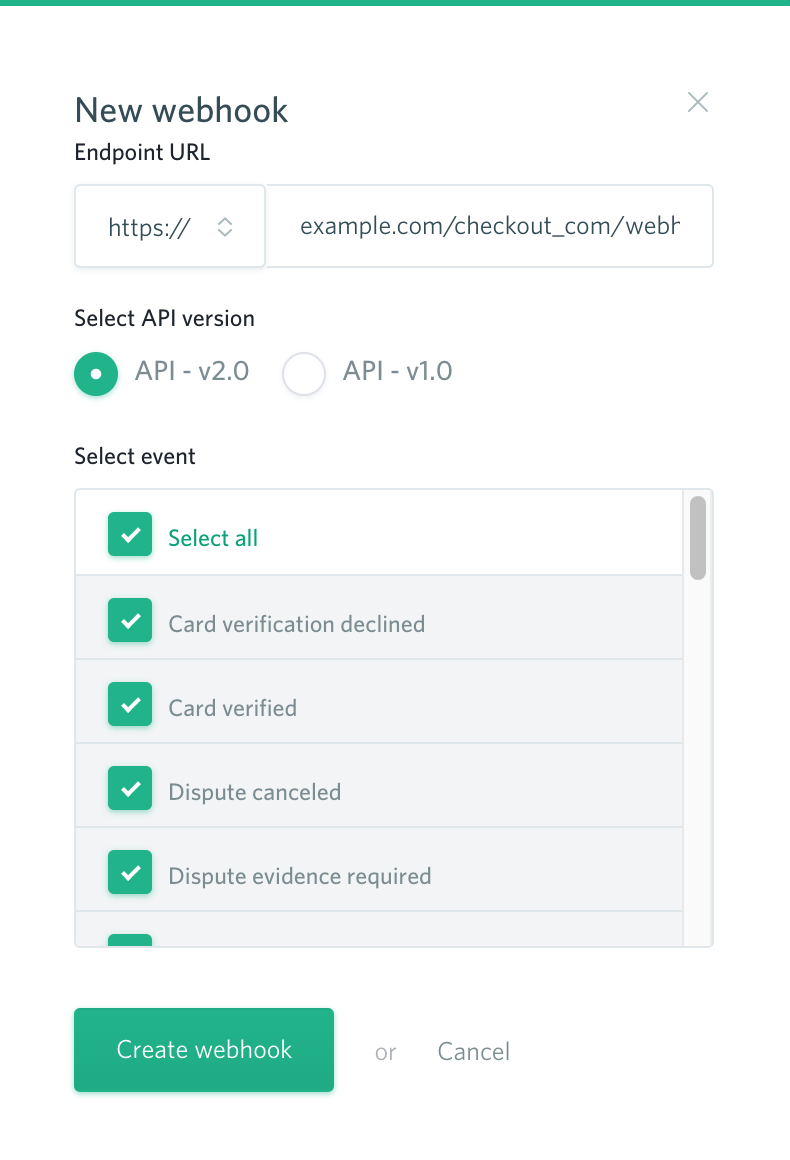 New webhook
Endpoint URL
https:// example.com/checkout_com/webh
Select API version
API - v2.0 API - v1.0
Select event
Select all
Card verification declined
Card verified
Dispute canceled
Dispute evidence required
Create webhook or Cancel